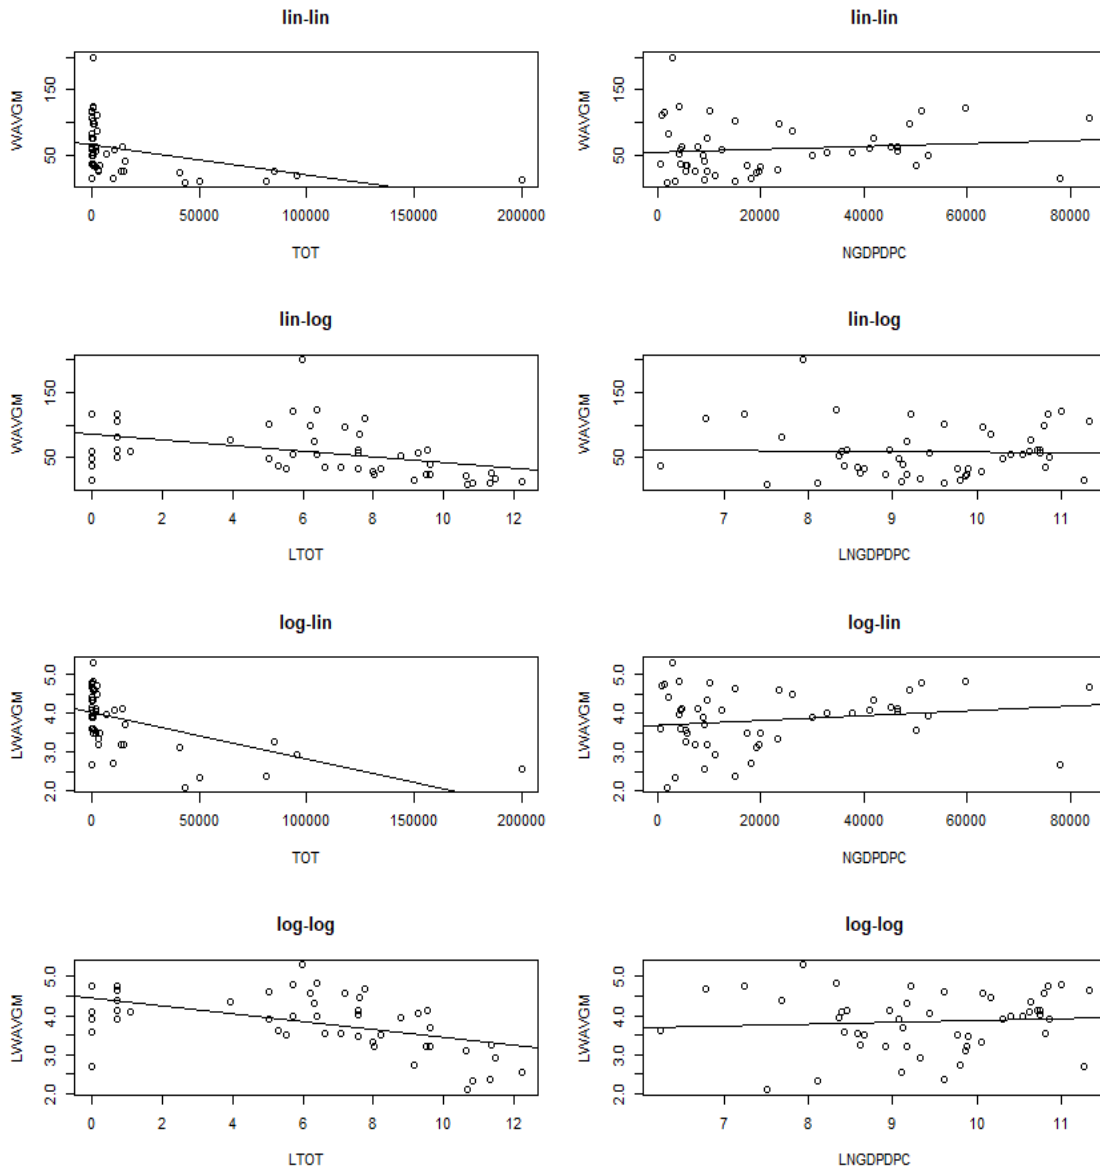 lin-lin
WAVGM
50 150
0 50000 100000 150000 200000
TOT
lin-lin
WAVGM
50 150
0 20000 40000 60000 80000
NGDPDPC
lin-log
WAVGM
50 150
0 2 4 6 8 10 12
LTOT
lin-log
WAVGM
50 150
7 8 9 10 11
LNGDPDPC
log-lin
LWAVGM
2.0 3.0 4.0 5.0
0 50000 100000 150000 200000
TOT
log-lin
LWAVGM
2.0 3.0 4.0 5.0
0 20000 40000 60000 80000
NGDPDPC
log-log
LWAVGM
2.0 3.0 4.0 5.0
0 2 4 6 8 10 12
LTOT
log-log
LWAVGM
2.0 3.0 4.0 5.0
7 8 9 10 11
LNGDPDPC